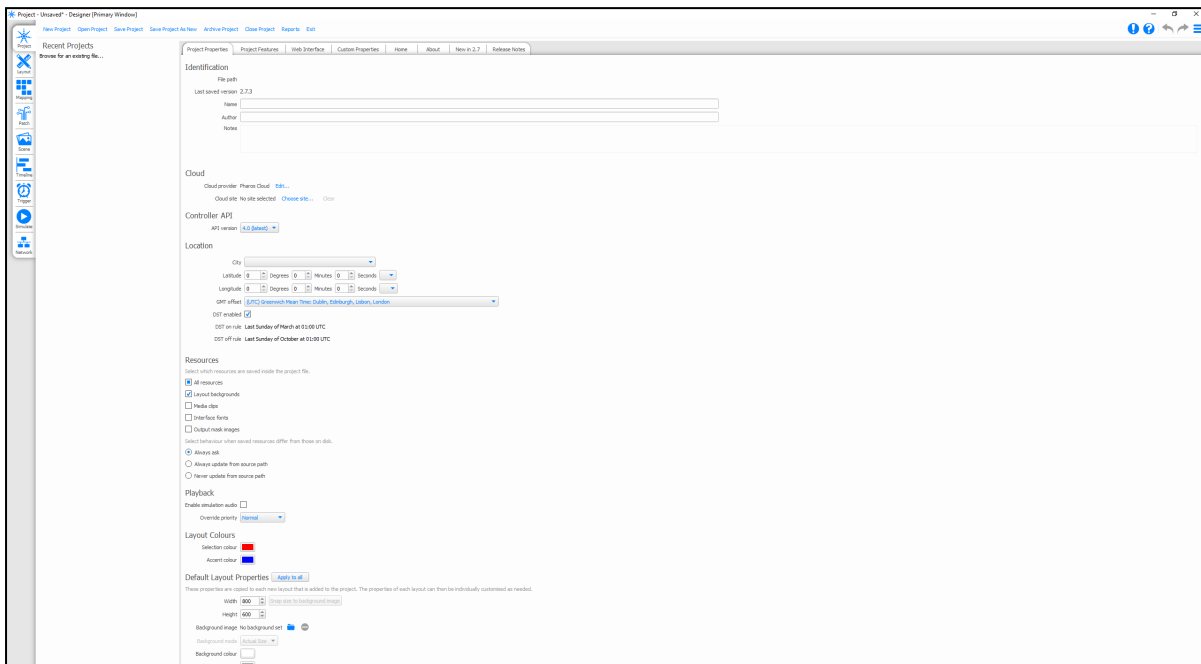 Project - Unsaved* - Designer [Primary Window]
New Project Open Project Save Project Save Project As New Archive Project Close Project Reports Exit
Project
Layout
Mapping
Patch
Scene
Timeline
Trigger
Simulate
Network
Recent Projects
Browse for an existing file...
Project Properties Project Features Web Interface Custom Properties Home About New in 2.7 Release Notes
Identification
File path
Last saved version 2.7.3
Name
Author
Notes
Cloud
Cloud provider Pharos Cloud Edit...
Cloud site No site selected Choose site... Clear
Controller API
API version 4.0 (latest)
Location
City
Latitude 0 Degrees 0 Minutes 0 Seconds
Longitude 0 Degrees 0 Minutes 0 Seconds
GMT offset (UTC) Greenwich Mean Time: Dublin, Edinburgh, Lisbon, London
DST enabled
DST on rule Last Sunday of March at 01:00 UTC
DST off rule Last Sunday of October at 01:00 UTC
Resources
Select which resources are saved inside the project file.
All resources
Layout backgrounds
Media clips
Interface fonts
Output mask images
Select behaviour when saved resources differ from those on disk.
Always ask
Always update from source path
Never update from source path
Playback
Enable simulation audio
Override priority Normal
Layout Colours
Selection colour
Accent colour
Default Layout Properties Apply to all
These properties are copied to each new layout that is added to the project. The properties of each layout can then be individually customised as needed.
Width 800 Snap size to background image
Height 600
Background image No background set
Background mode Actual Size
Background colour